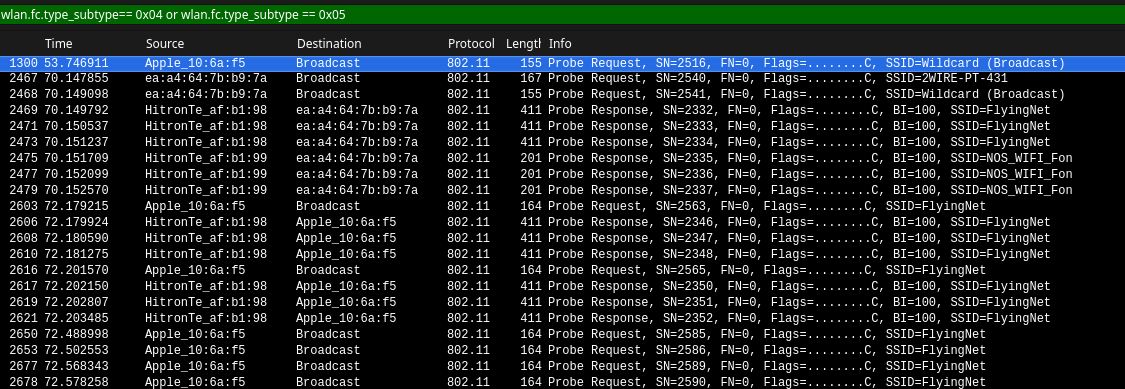 wlan.fc.type_subtype== 0x04 or wlan.fc.type_subtype == 0x05
Time Source Destination Protocol Lengtl Info
1300 53.746911 Apple_10:6a:f5 Broadcast 802.11 155 Probe Request, SN=2516, FN=0, Flags=........C, SSID=Wildcard (Broadcast)
2467 70.147855 ea:a4:64:7b:b9:7a Broadcast 802.11 167 Probe Request, SN=2540, FN=0, Flags=........C, SSID=2WIRE-PT-431
2468 70.149098 ea:a4:64:7b:b9:7a Broadcast 802.11 155 Probe Request, SN=2541, FN=0, Flags=........C, SSID=Wildcard (Broadcast)
2469 70.149792 HitronTe_af:b1:98 ea:a4:64:7b:b9:7a 802.11 411 Probe Response, SN=2332, FN=0, Flags=........C, BI=100, SSID=FlyingNet
2471 70.150537 HitronTe_af:b1:98 ea:a4:64:7b:b9:7a 802.11 411 Probe Response, SN=2333, FN=0, Flags=........C, BI=100, SSID=FlyingNet
2473 70.151237 HitronTe_af:b1:98 ea:a4:64:7b:b9:7a 802.11 411 Probe Response, SN=2334, FN=0, Flags=........C, BI=100, SSID=FlyingNet
2475 70.151709 HitronTe_af:b1:99 ea:a4:64:7b:b9:7a 802.11 201 Probe Response, SN=2335, FN=0, Flags=........C, BI=100, SSID=NOS_WIFI_Fon
2477 70.152099 HitronTe_af:b1:99 ea:a4:64:7b:b9:7a 802.11 201 Probe Response, SN=2336, FN=0, Flags=........C, BI=100, SSID=NOS_WIFI_Fon
2479 70.152570 HitronTe_af:b1:99 ea:a4:64:7b:b9:7a 802.11 201 Probe Response, SN=2337, FN=0, Flags=........C, BI=100, SSID=NOS_WIFI_Fon
2603 72.179215 Apple_10:6a:f5 Broadcast 802.11 164 Probe Request, SN=2563, FN=0, Flags=........C, SSID=FlyingNet
2606 72.179924 HitronTe_af:b1:98 Apple_10:6a:f5 802.11 411 Probe Response, SN=2346, FN=0, Flags=........C, BI=100, SSID=FlyingNet
2608 72.180590 HitronTe_af:b1:98 Apple_10:6a:f5 802.11 411 Probe Response, SN=2347, FN=0, Flags=........C, BI=100, SSID=FlyingNet
2610 72.181275 HitronTe_af:b1:98 Apple_10:6a:f5 802.11 411 Probe Response, SN=2348, FN=0, Flags=........C, BI=100, SSID=FlyingNet
2616 72.201570 Apple_10:6a:f5 Broadcast 802.11 164 Probe Request, SN=2565, FN=0, Flags=........C, SSID=FlyingNet
2617 72.202150 HitronTe_af:b1:98 Apple_10:6a:f5 802.11 411 Probe Response, SN=2350, FN=0, Flags=........C, BI=100, SSID=FlyingNet
2619 72.202807 HitronTe_af:b1:98 Apple_10:6a:f5 802.11 411 Probe Response, SN=2351, FN=0, Flags=........C, BI=100, SSID=FlyingNet
2621 72.203485 HitronTe_af:b1:98 Apple_10:6a:f5 802.11 411 Probe Response, SN=2352, FN=0, Flags=........C, BI=100, SSID=FlyingNet
2650 72.488998 Apple_10:6a:f5 Broadcast 802.11 164 Probe Request, SN=2585, FN=0, Flags=........C, SSID=FlyingNet
2653 72.502553 Apple_10:6a:f5 Broadcast 802.11 164 Probe Request, SN=2586, FN=0, Flags=........C, SSID=FlyingNet
2677 72.568343 Apple_10:6a:f5 Broadcast 802.11 164 Probe Request, SN=2589, FN=0, Flags=........C, SSID=FlyingNet
2678 72.578258 Apple_10:6a:f5 Broadcast 802.11 164 Probe Request, SN=2590, FN=0, Flags=........C, SSID=FlyingNet